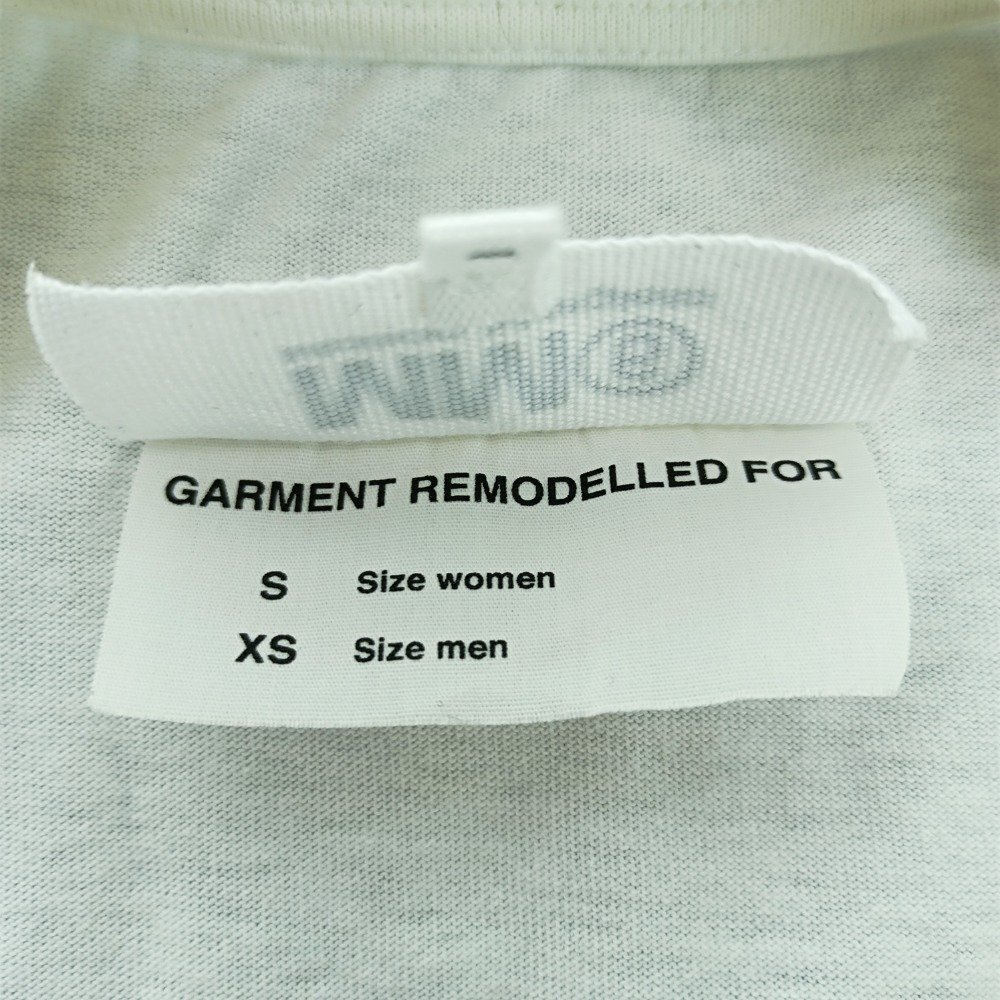 GARMENT REMODELLED FOR
S Size women
XS Size men